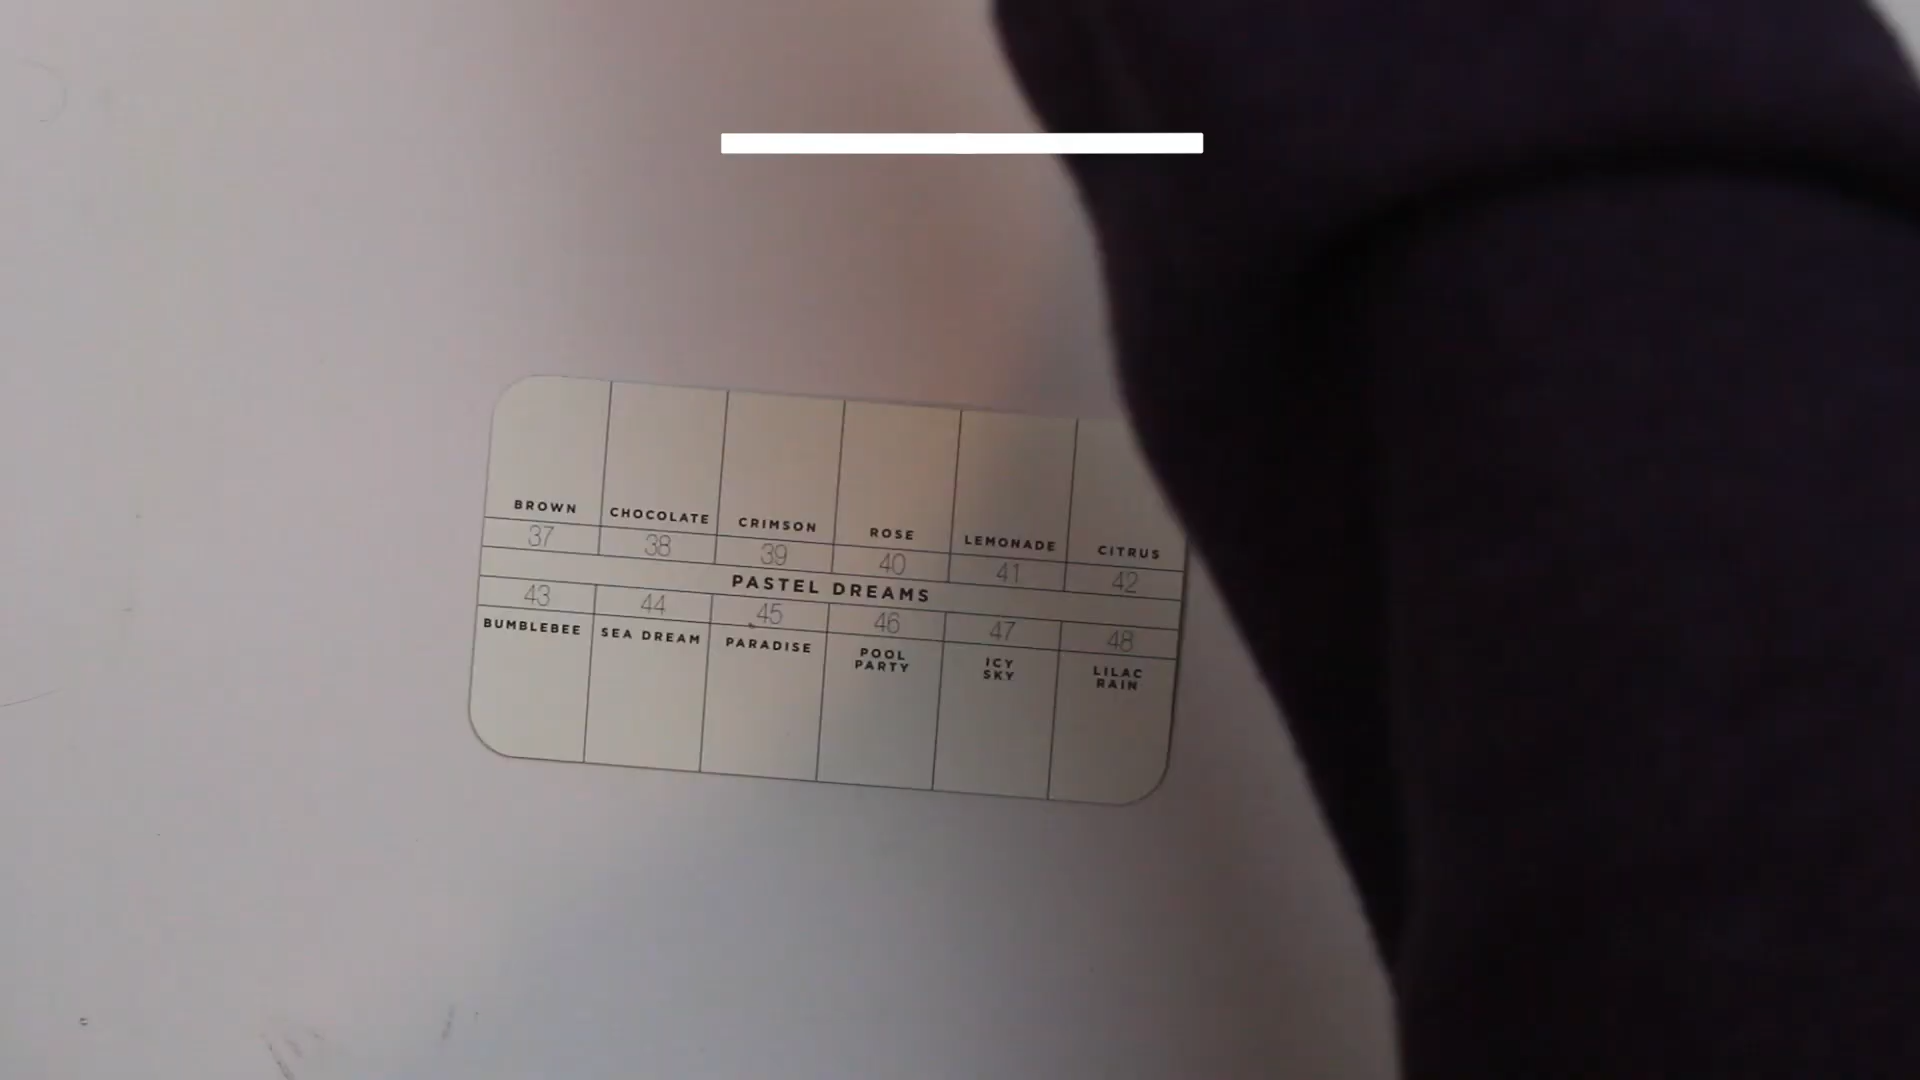 BROWN CHOCOLATE CRIMSON ROSE LEMONADE CITRUS
37 38 39 40 41 42
PASTEL DREAMS
43 44 45 46 47 48
BUMBLEBEE SEA DREAM PARADISE POOL PARTY ICY SKY LILAC RAIN